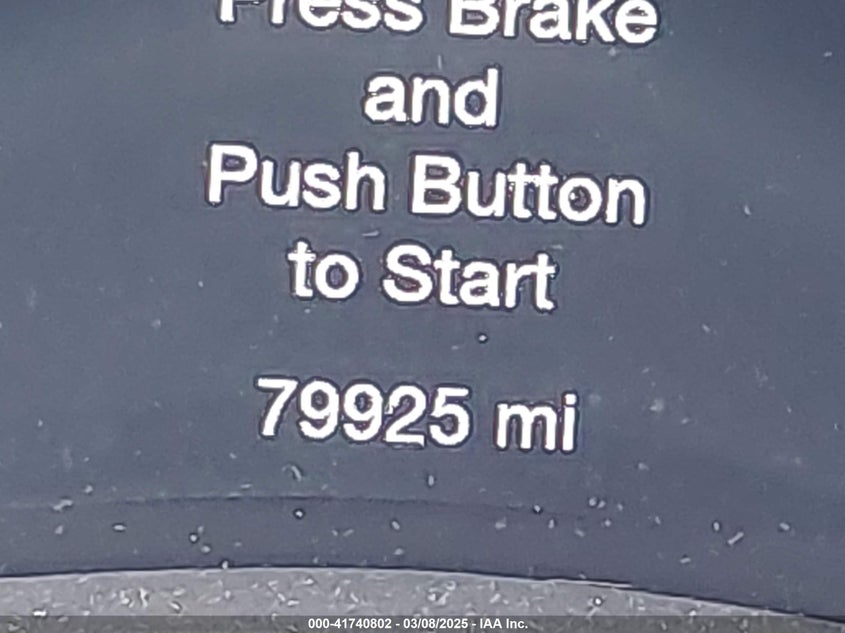 Press Brake
and
Push Button
to Start
79925 mi
000-41740802 - 03/08/2025 - IAA Inc.